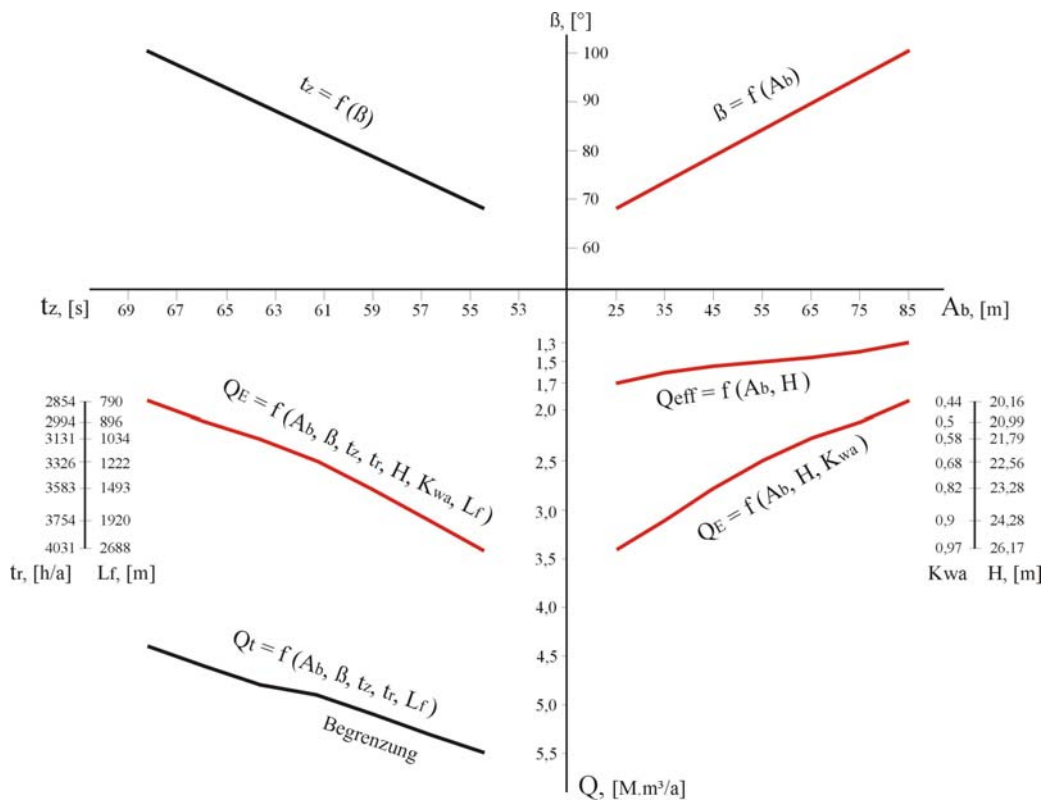 ß, [°]
100
90
80
70
60
tz = f (ß)
ß = f (Ab)
tz, [s]
69 67 65 63 61 59 57 55 53
25 35 45 55 65 75 85
Ab, [m]
1,3
1,5
1,7
2,0
2,5
3,0
3,5
4,0
4,5
5,0
5,5
Qeff = f (Ab, H)
QE = f (Ab, ß, tz, tr, H, Kwa, Lf)
QE = f (Ab, H, Kwa)
2854 790
2994 896
3131 1034
3326 1222
3583 1493
3754 1920
4031 2688
tr, [h/a] Lf, [m]
0,44 20,16
0,5 20,99
0,58 21,79
0,68 22,56
0,82 23,28
0,9 24,28
0,97 26,17
Kwa H, [m]
Qt = f (Ab, ß, tz, tr, Lf)
Begrenzung
Q, [M.m³/a]